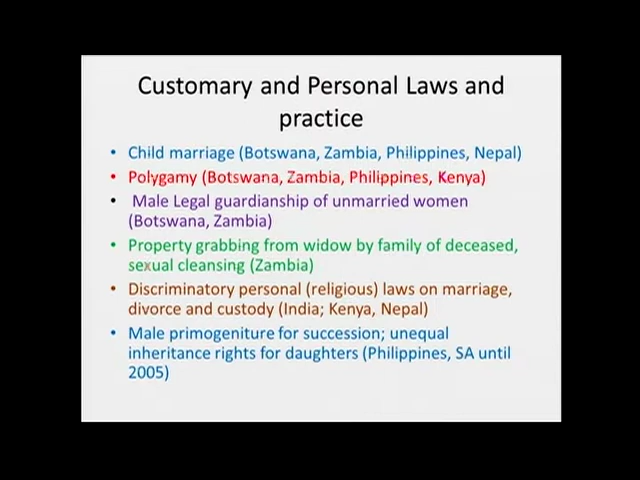 Customary and Personal Laws and
practice
• Child marriage (Botswana, Zambia, Philippines, Nepal)
• Polygamy (Botswana, Zambia, Philippines, Kenya)
• Male Legal guardianship of unmarried women
(Botswana, Zambia)
• Property grabbing from widow by family of deceased,
sexual cleansing (Zambia)
• Discriminatory personal (religious) laws on marriage,
divorce and custody (India; Kenya, Nepal)
• Male primogeniture for succession; unequal
inheritance rights for daughters (Philippines, SA until
2005)